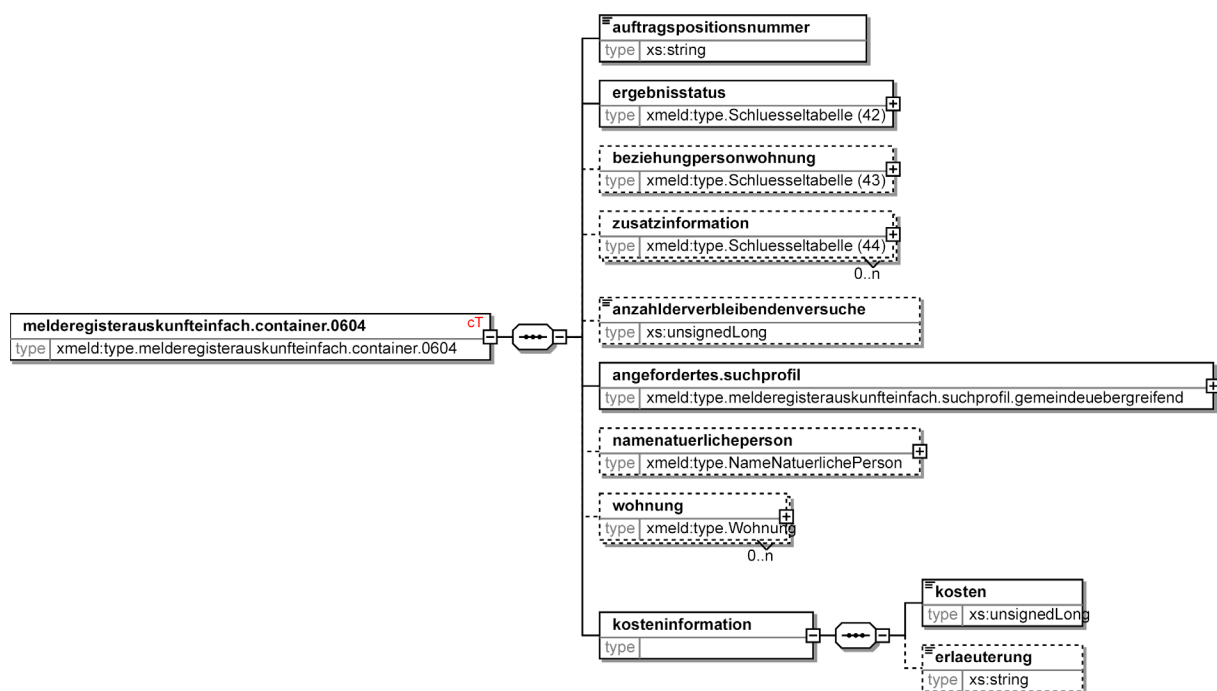 auftragspositionsnummer
type xs:string
ergebnisstatus
type xmeld:type.Schluesseltabelle (42)
beziehungpersonwohnung
type xmeld:type.Schluesseltabelle (43)
zusatzinformation
type xmeld:type.Schluesseltabelle (44)
0..n
anzahlderverbleibendenversuche
type xs:unsignedLong
melderegisterauskunfteinfach.container.0604 cT
type xmeld:type.melderegisterauskunfteinfach.container.0604
angefordertes.suchprofil
type xmeld:type.melderegisterauskunfteinfach.suchprofil.gemeindeuebergreifend
namenatuerlicheperson
type xmeld:type.NameNatuerlichePerson
wohnung
type xmeld:type.Wohnung
0..n
kosteninformation
type
kosten
type xs:unsignedLong
erlaeuterung
type xs:string